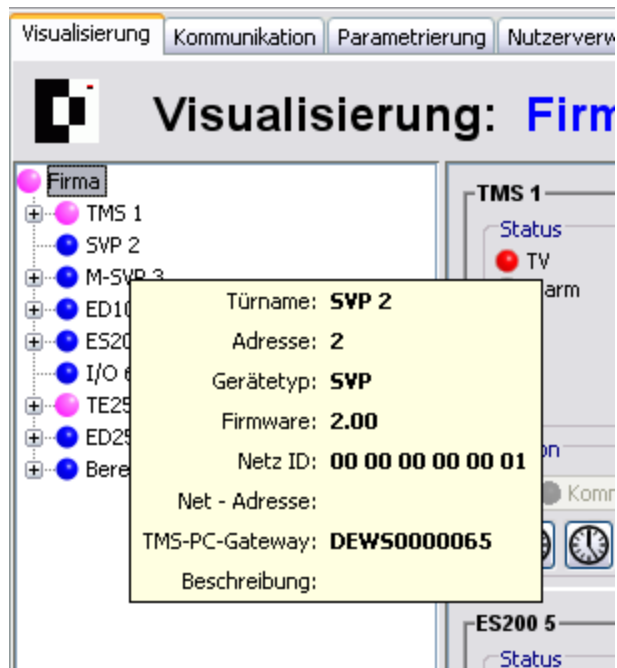 Visualisierung Kommunikation Parametrierung Nutzerverw
Visualisierung: Firm
Firma
TMS 1
SVP 2
M-SVP 3
ED10
ES20
I/O 6
TE25
ED25
Bere
Türname: SVP 2
Adresse: 2
Gerätetyp: SVP
Firmware: 2.00
Netz ID: 00 00 00 00 00 01
Net - Adresse:
TMS-PC-Gateway: DEWS0000065
Beschreibung:
TMS 1
Status
TV
arm
on
Komm
ES200 5
Status